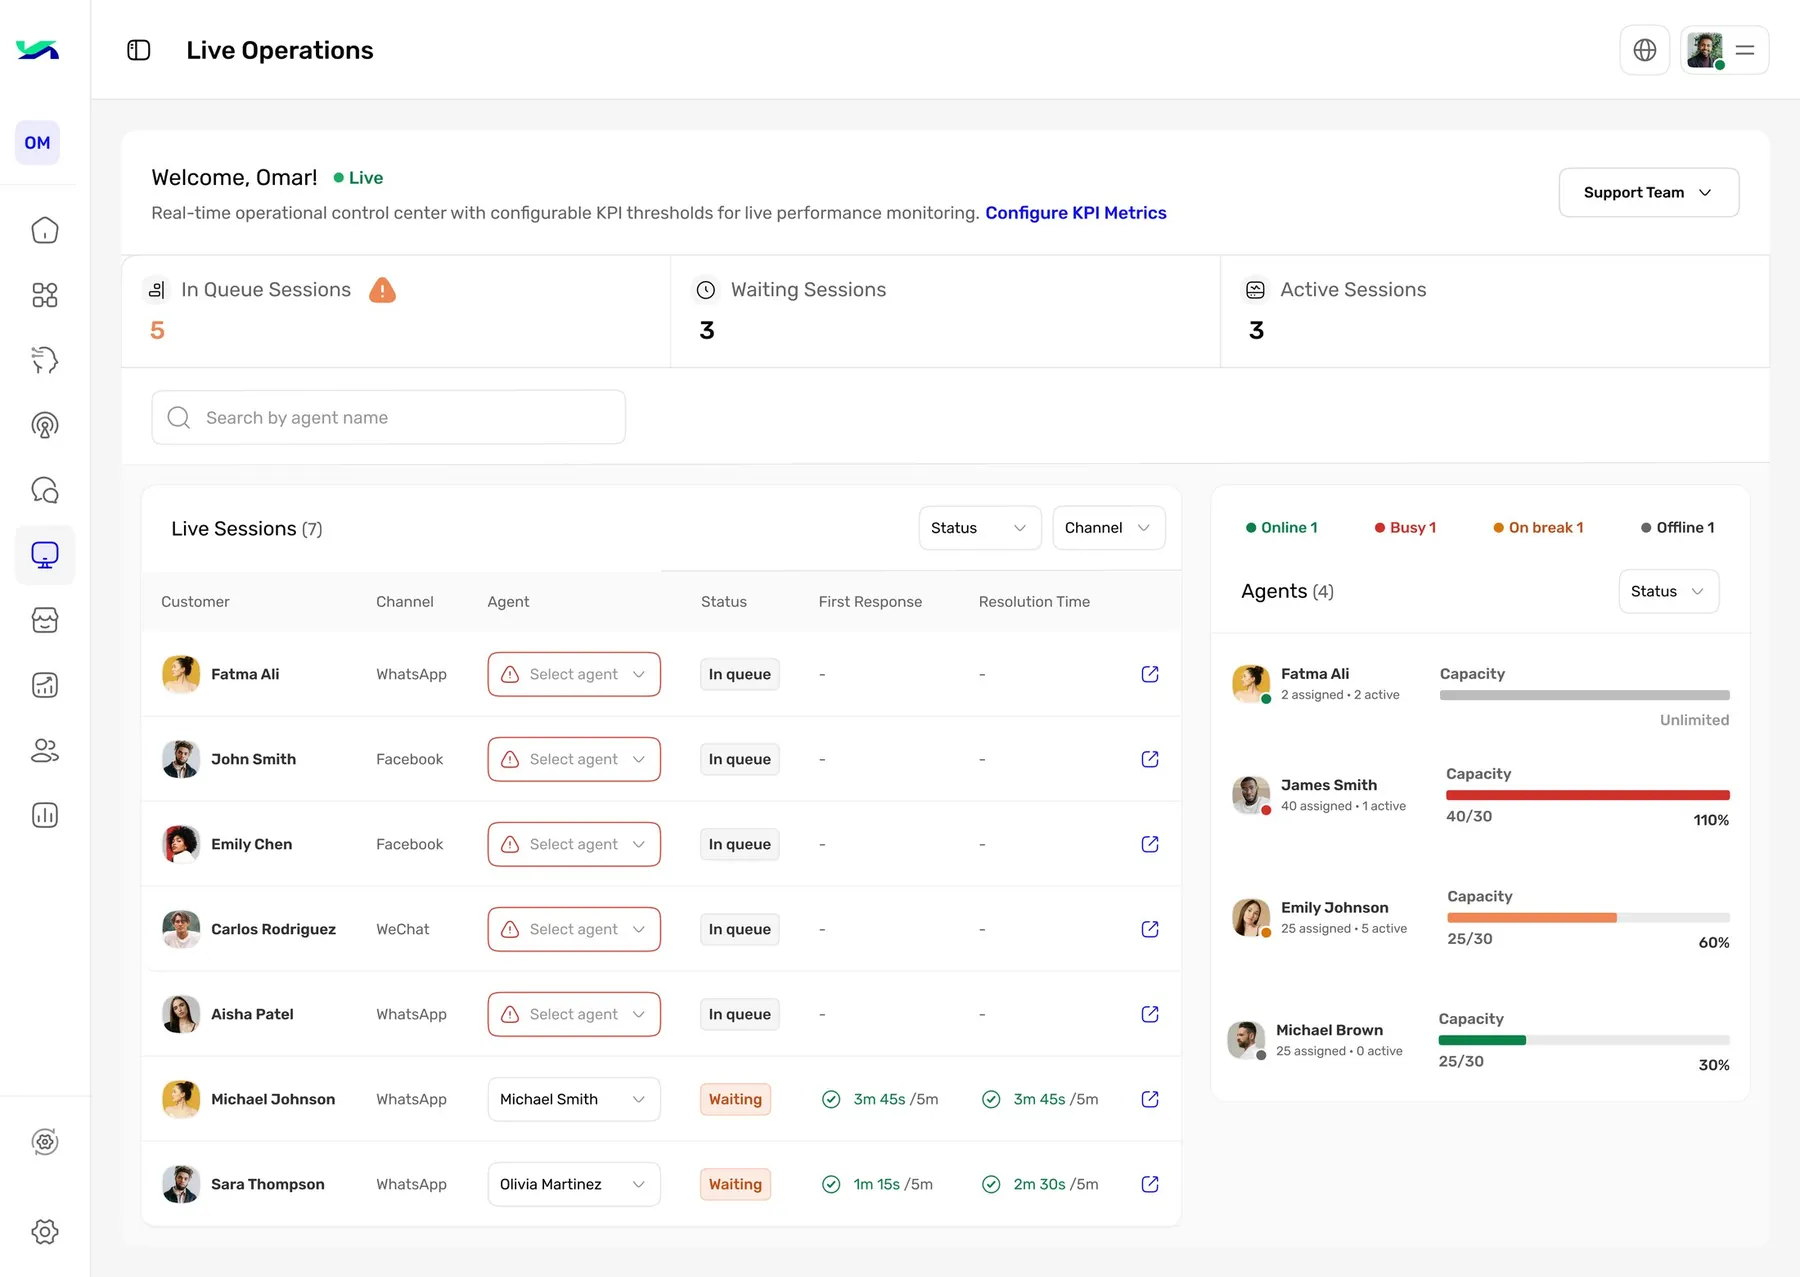 Live Operations
OM
Welcome, Omar! Live
Real-time operational control center with configurable KPI thresholds for live performance monitoring. Configure KPI Metrics
Support Team
In Queue Sessions
5
Waiting Sessions
3
Active Sessions
3
Search by agent name
Live Sessions (7)
Status
Channel
Customer Channel Agent Status First Response Resolution Time
Fatma Ali WhatsApp Select agent In queue - -
John Smith Facebook Select agent In queue - -
Emily Chen Facebook Select agent In queue - -
Carlos Rodriguez WeChat Select agent In queue - -
Aisha Patel WhatsApp Select agent In queue - -
Michael Johnson WhatsApp Michael Smith Waiting 3m 45s /5m 3m 45s /5m
Sara Thompson WhatsApp Olivia Martinez Waiting 1m 15s /5m 2m 30s /5m
Online 1 Busy 1 On break 1 Offline 1
Agents (4)
Status
Fatma Ali
2 assigned • 2 active
Capacity
Unlimited
James Smith
40 assigned • 1 active
Capacity
40/30
110%
Emily Johnson
25 assigned • 5 active
Capacity
25/30
60%
Michael Brown
25 assigned • 0 active
Capacity
25/30
30%